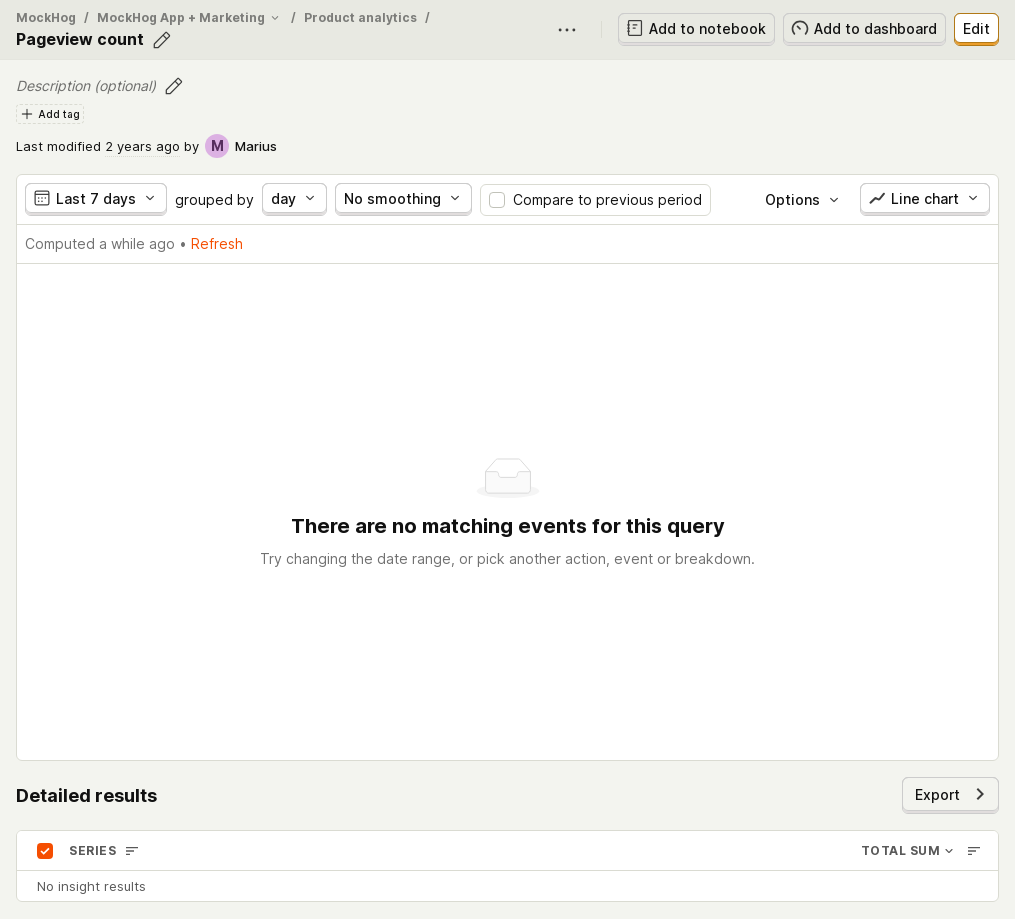 MockHog / MockHog App + Marketing / Product analytics /
Pageview count
Add to notebook
Add to dashboard
Edit
Description (optional)
Add tag
Last modified 2 years ago by M Marius
Last 7 days grouped by day No smoothing Compare to previous period Options Line chart
Computed a while ago • Refresh
There are no matching events for this query
Try changing the date range, or pick another action, event or breakdown.
Detailed results
Export
SERIES TOTAL SUM
No insight results